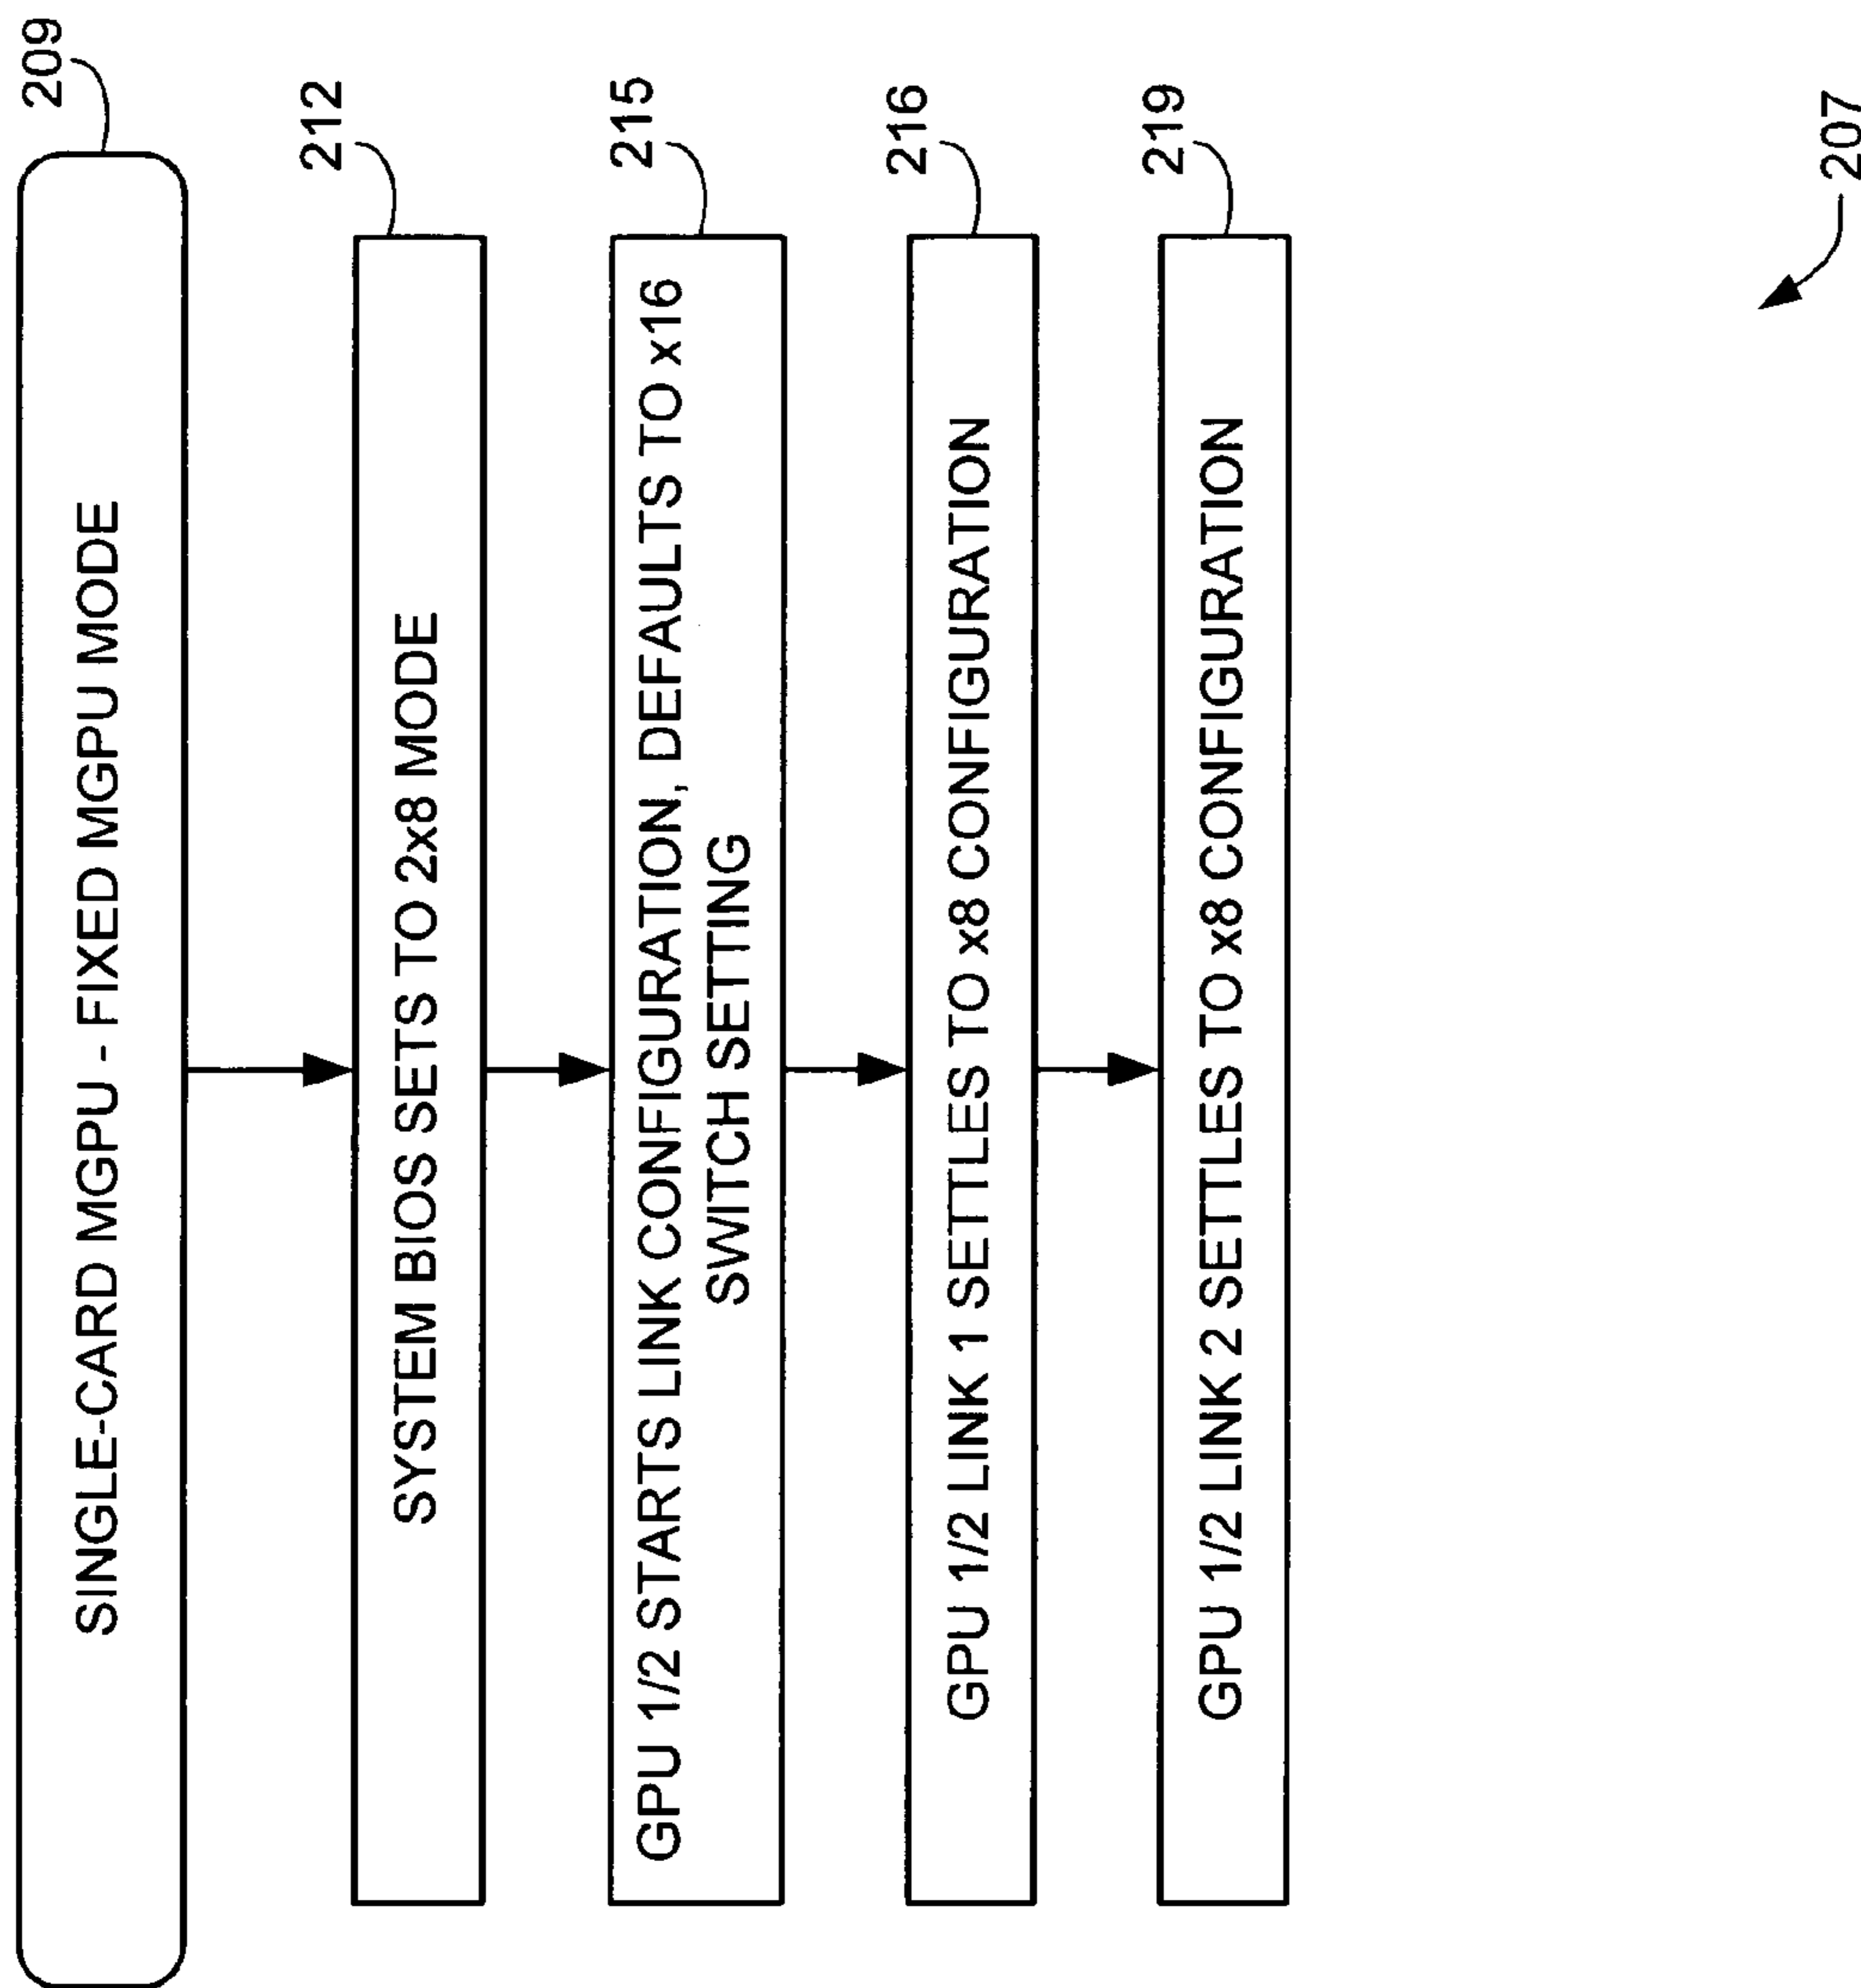 209
SINGLE-CARD MGPU - FIXED MGPU MODE
212
SYSTEM BIOS SETS TO 2x8 MODE
215
GPU 1/2 STARTS LINK CONFIGURATION, DEFAULTS TO x16
SWITCH SETTING
216
GPU 1/2 LINK 1 SETTLES TO x8 CONFIGURATION
219
GPU 1/2 LINK 2 SETTLES TO x8 CONFIGURATION
207